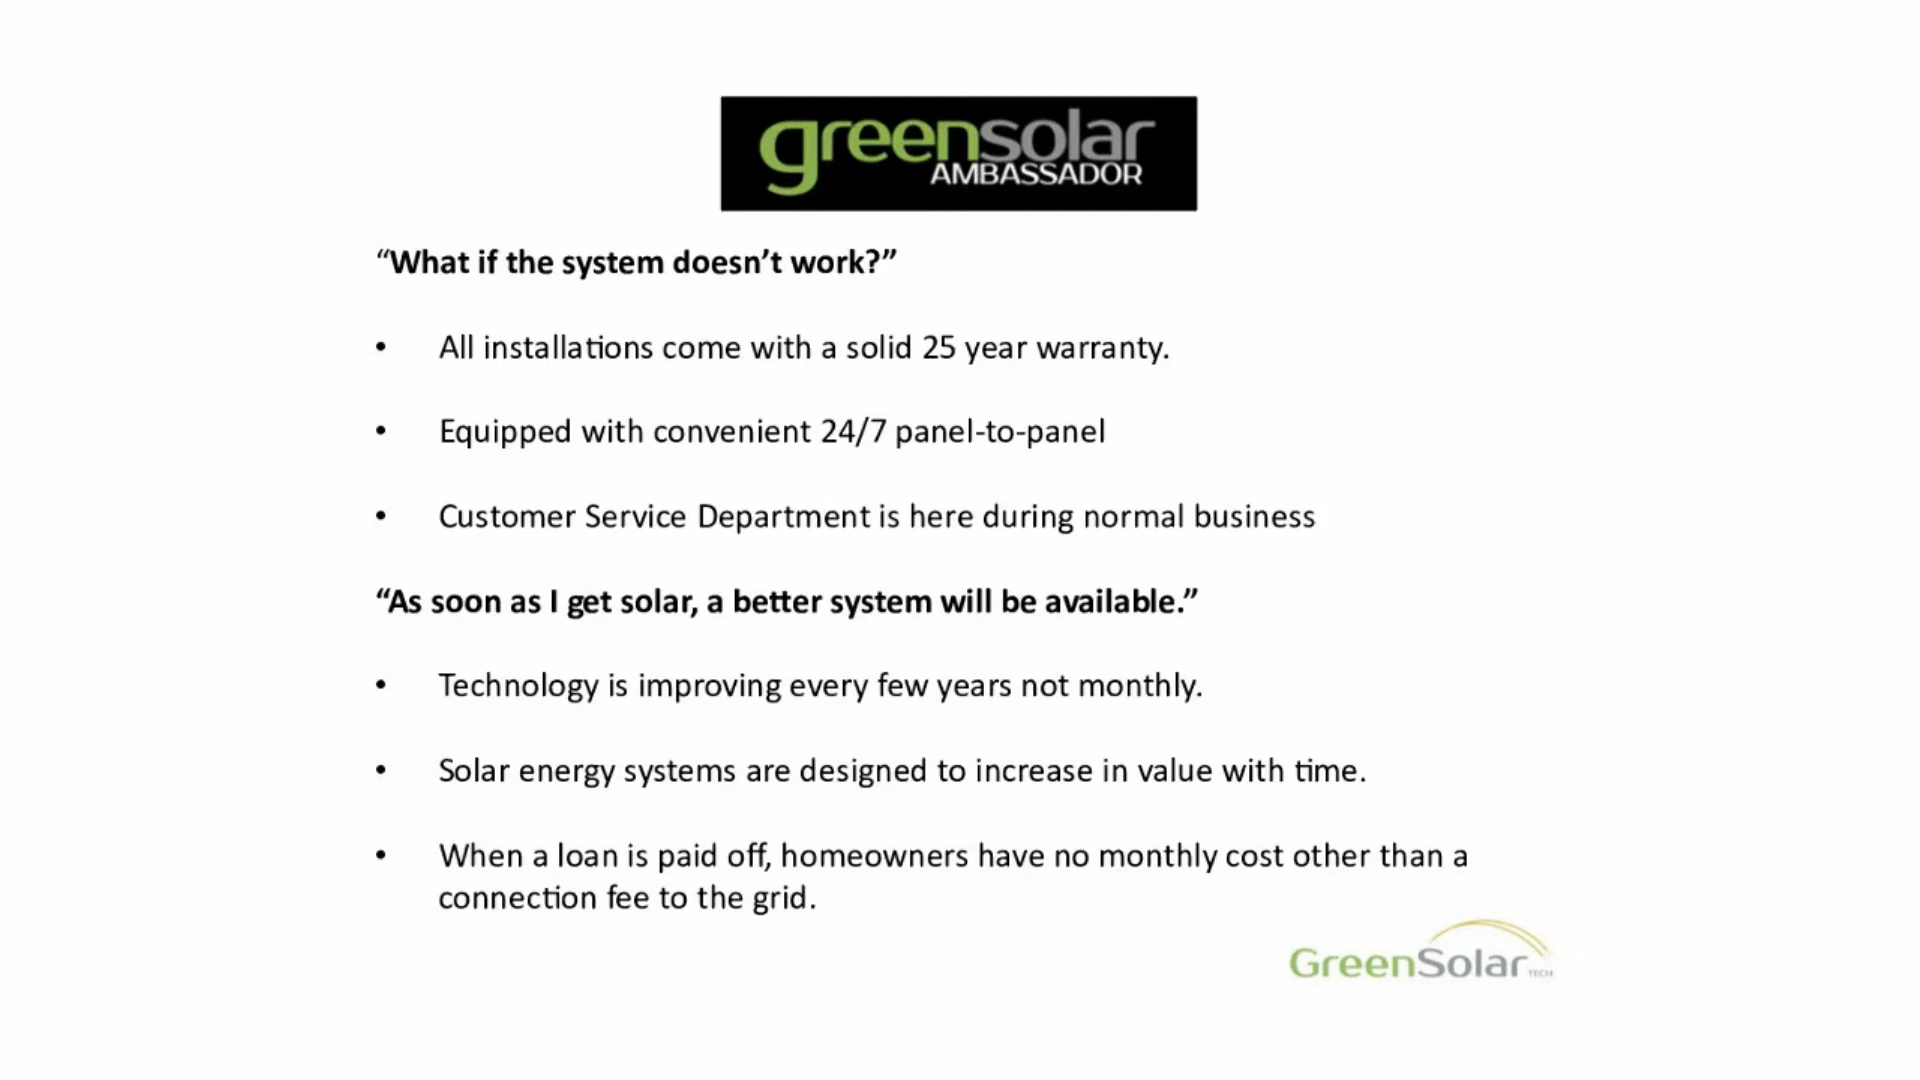 greensolar
AMBASSADOR
“What if the system doesn’t work?”
• All installations come with a solid 25 year warranty.
• Equipped with convenient 24/7 panel-to-panel
• Customer Service Department is here during normal business
“As soon as I get solar, a better system will be available.”
• Technology is improving every few years not monthly.
• Solar energy systems are designed to increase in value with time.
• When a loan is paid off, homeowners have no monthly cost other than a
connection fee to the grid.
GreenSolar TECH